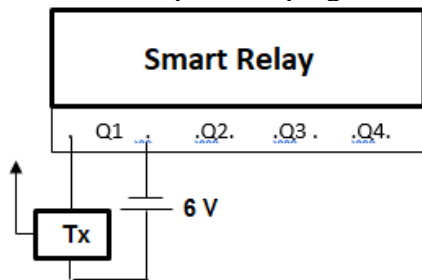 Smart Relay
. Q1 . .Q2. .Q3 . .Q4.
6 V
Tx